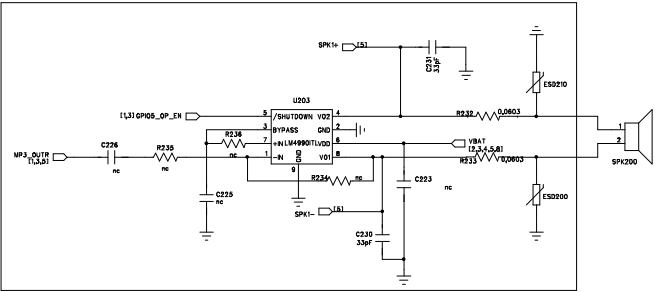 SPK1+ [5]
C231
33pF
ESD210
U203
[1,3] GPIO5_OP_EN
5 /SHUTDOWN VO2 4
R232 0,0603
3 BYPASS GND 2
1
2
SPK200
R236
nc
7 +IN LM4990ITLVDD 6
VBAT
[2,3,4,5,8]
MP3_OUTR
[1,3,5]
C226
nc
R235
nc
1 -IN GND VO1 8
R233 0,0603
9
R234 nc
C225
nc
C223
nc
ESD200
SPK1- [5]
C230
33pF